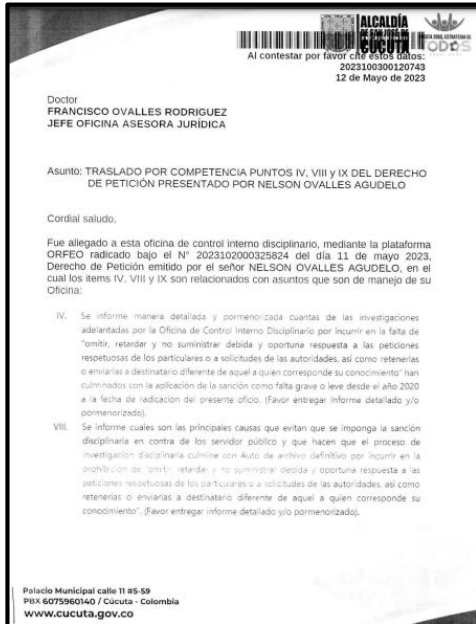 ALCALDÍA
DE SAN JOSÉ DE
CÚCUTA
CÚCUTA 2050, ESTRATEGIA DE
TODOS
Al contestar por favor cite estos datos:
2023100300120743
12 de Mayo de 2023
Doctor
FRANCISCO OVALLES RODRIGUEZ
JEFE OFICINA ASESORA JURÍDICA
Asunto: TRASLADO POR COMPETENCIA PUNTOS IV, VIII y IX DEL DERECHO
DE PETICIÓN PRESENTADO POR NELSON OVALLES AGUDELO
Cordial saludo,
Fue allegado a esta oficina de control interno disciplinario, mediante la plataforma
ORFEO radicado bajo el N° 2023102000325824 del día 11 de mayo 2023,
Derecho de Petición emitido por el señor NELSON OVALLES AGUDELO, en el
cual los items IV, VIII y IX son relacionados con asuntos que son de manejo de su
Oficina:
IV. Se informe manera detallada y pormenorizada cuantas de las investigaciones
adelantadas por la Oficina de Control Interno Disciplinario por incurrir en la falta de
"omitir, retardar y no suministrar debida y oportuna respuesta a las peticiones
respetuosas de los particulares o a solicitudes de las autoridades, así como retenerlas
o enviarlas a destinatario diferente de aquel a quien corresponde su conocimiento" han
culminados con la aplicación de la sanción como falta grave o leve desde el año 2020
a la fecha de radicación del presente oficio. (Favor entregar informe detallado y/o
pormenorizado).
VIII. Se informe cuales son las principales causas que evitan que se imponga la sanción
disciplinaria en contra de los servidor público y que hacen que el proceso de
investigación disciplinaria culmine con Auto de archivo definitivo por incurrir en la
prohibición de "omitir, retardar y no suministrar debida y oportuna respuesta a las
peticiones respetuosas de los particulares o a solicitudes de las autoridades, así como
retenerlas o enviarlas a destinatario diferente de aquel a quien corresponde su
conocimiento". (Favor entregar informe detallado y/o pormenorizado).
Palacio Municipal calle 11 #5-59
PBX 6075960140 / Cúcuta - Colombia
www.cucuta.gov.co